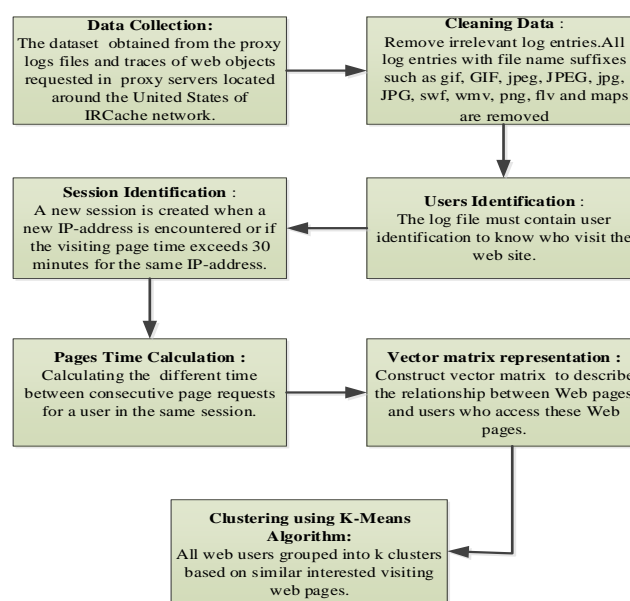 Data Collection:
The dataset obtained from the proxy
logs files and traces of web objects
requested in proxy servers located
around the United States of
IRCache network.
Cleaning Data :
Remove irrelevant log entries.All
log entries with file name suffixes
such as gif, GIF, jpeg, JPEG, jpg,
JPG, swf, wmv, png, flv and maps
are removed
Users Identification :
The log file must contain user
identification to know who visit the
web site.
Session Identification :
A new session is created when a
new IP-address is encountered or if
the visiting page time exceeds 30
minutes for the same IP-address.
Pages Time Calculation :
Calculating the different time
between consecutive page requests
for a user in the same session.
Vector matrix representation :
Construct vector matrix to describe
the relationship between Web pages
and users who access these Web
pages.
Clustering using K-Means
Algorithm:
All web users grouped into k clusters
based on similar interested visiting
web pages.